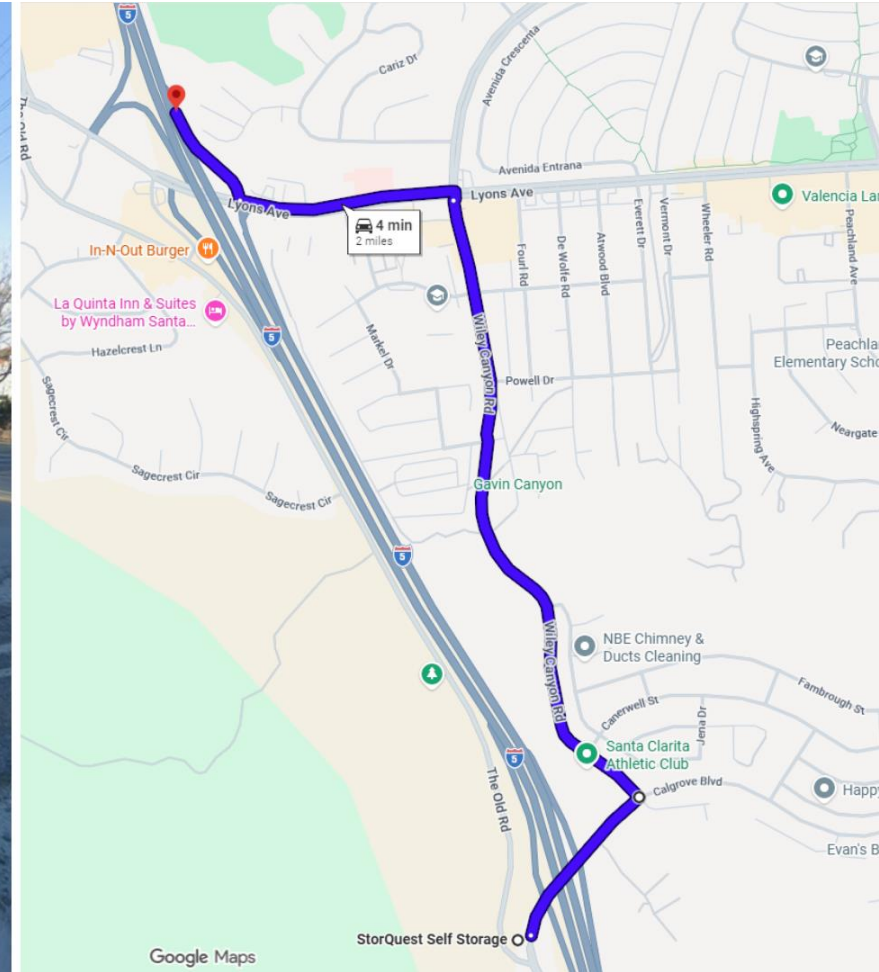 5
The Old Rd
Cariz Dr
Avenida Crescenta
Avenida Entrana
Lyons Ave
Lyons Ave
4 min
2 miles
Valencia La
In-N-Out Burger
La Quinta Inn & Suites
by Wyndham Santa...
5
Hazelcrest Ln
Sagecrest Cir
Sagecrest Cir
Sagecrest Cir
Markel Dr
Fourl Rd
De Wolfe Rd
Atwood Blvd
Everett Dr
Vermont Dr
Wheeler Rd
Peachland Ave
Wiley Canyon Rd
Powell Dr
Peachla
Elementary Scho
Highspring Ave
Neargate
Gavin Canyon
5
Wiley Canyon Rd
NBE Chimney &
Ducts Cleaning
Canerwell St
Jena Dr
Fambrough St
5
Santa Clarita
Athletic Club
Calgrove Blvd
Happy
The Old Rd
Evan's B
StorQuest Self Storage
Google Maps